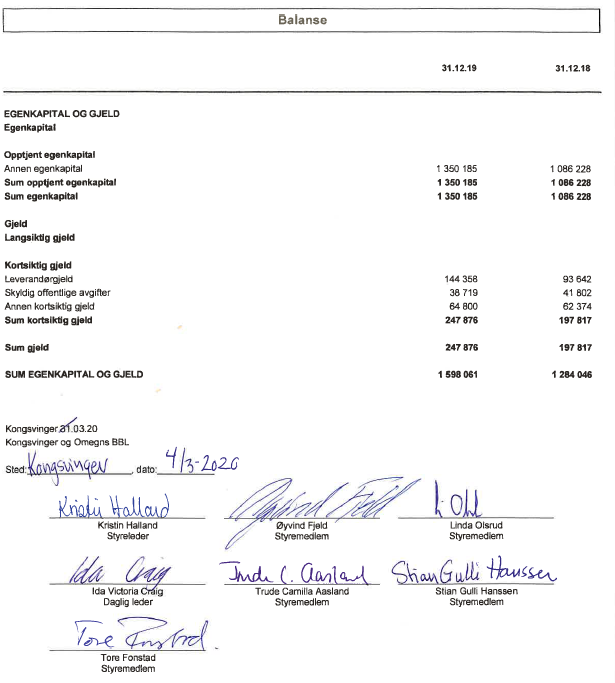 Balanse
31.12.19 31.12.18
EGENKAPITAL OG GJELD
Egenkapital
Opptjent egenkapital
Annen egenkapital 1 350 185 1 086 228
Sum opptjent egenkapital 1 350 185 1 086 228
Sum egenkapital 1 350 185 1 086 228
Gjeld
Langsiktig gjeld
Kortsiktig gjeld
Leverandørgjeld 144 358 93 642
Skyldig offentlige avgifter 38 719 41 802
Annen kortsiktig gjeld 64 800 62 374
Sum kortsiktig gjeld 247 876 197 817
Sum gjeld 247 876 197 817
SUM EGENKAPITAL OG GJELD 1 598 061 1 284 046
Kongsvinger, 31.03.20
Kongsvinger og Omegns BBL
Sted: Kongsvinger , dato: 4/3-2020
Kristin Halland Øyvind Fjeld
Kristin Halland Øyvind Fjeld Linda Olsrud
Styreleder Styremedlem Styremedlem
Ida Craig Trude C. Aasland Stian Gulli Hanssen
Ida Victoria Craig Trude Camilla Aasland Stian Gulli Hanssen
Daglig leder Styremedlem Styremedlem
Tore Fonstad
Tore Fonstad
Styremedlem